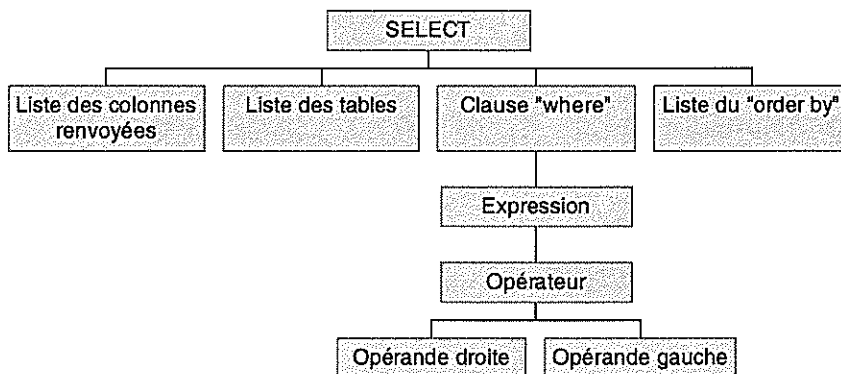 SELECT
Liste des colonnes
renvoyées
Liste des tables
Clause "where"
Liste du "order by"
Expression
Opérateur
Opérande droite
Opérande gauche